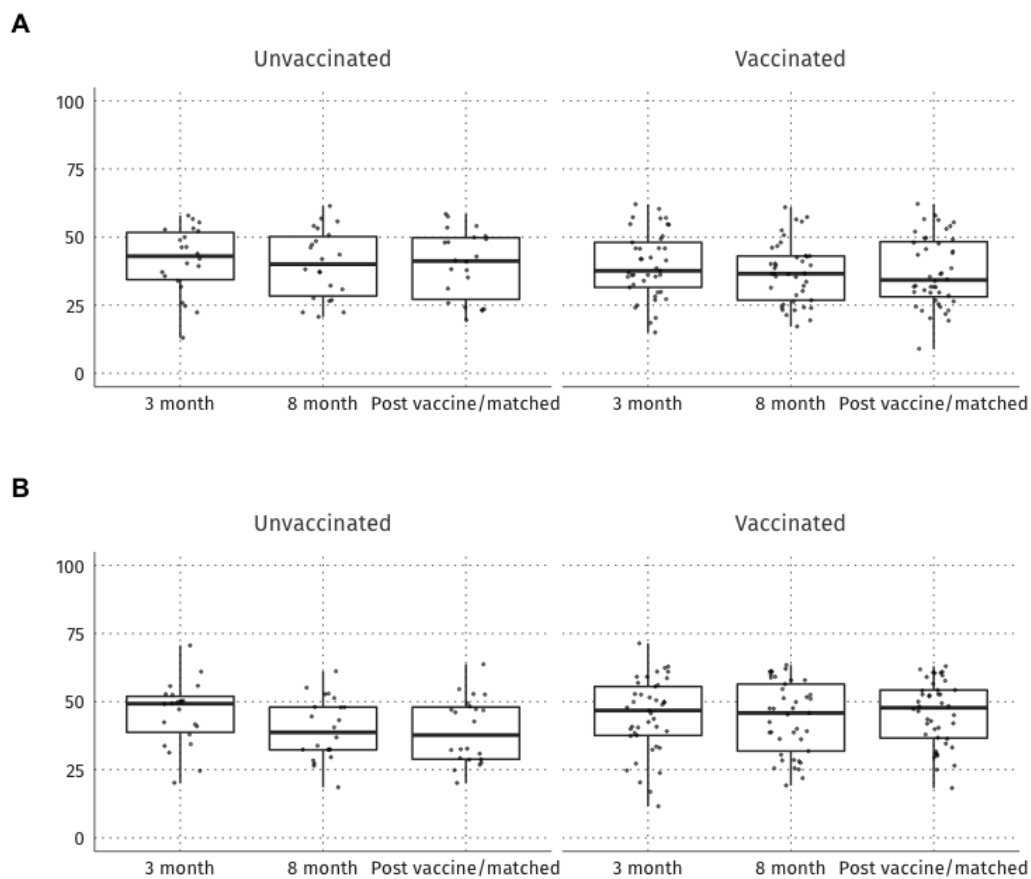 A
Unvaccinated Vaccinated
100
75
50
25
0
3 month 8 month Post vaccine/matched 3 month 8 month Post vaccine/matched
B
Unvaccinated Vaccinated
100
75
50
25
0
3 month 8 month Post vaccine/matched 3 month 8 month Post vaccine/matched